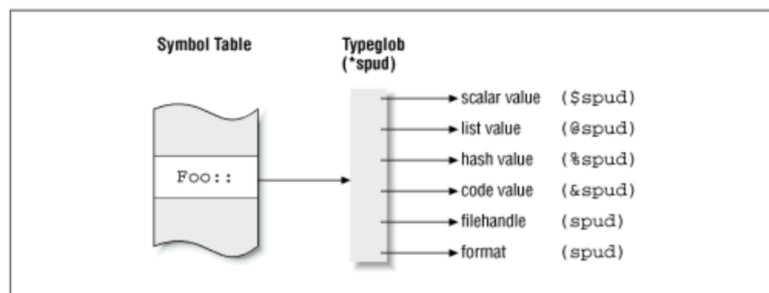 Symbol Table
Typeglob
(*spud)
scalar value ($spud)
list value (@spud)
Foo::
hash value (%spud)
code value (&spud)
filehandle (spud)
format (spud)